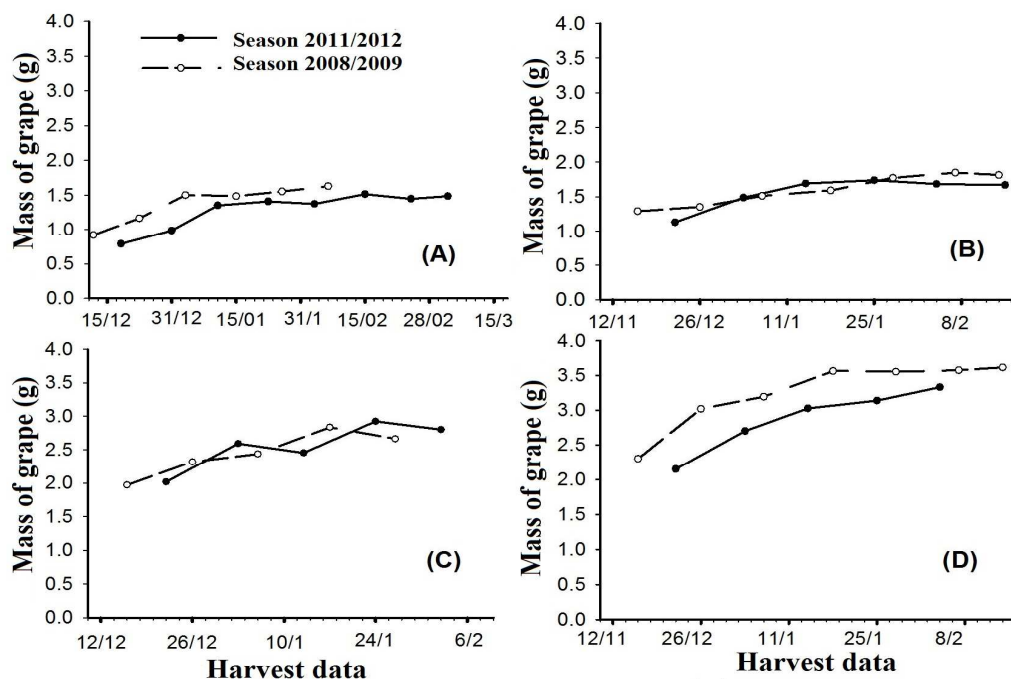 Mass of grape (g)
4.0
3.5
3.0
2.5
2.0
1.5
1.0
0.5
0.0
Season 2011/2012
Season 2008/2009
(A)
15/12 31/12 15/01 31/1 15/02 28/02 15/3
Mass of grape (g)
4.0
3.5
3.0
2.5
2.0
1.5
1.0
0.5
0.0
(B)
12/11 26/12 11/1 25/1 8/2
Mass of grape (g)
4.0
3.5
3.0
2.5
2.0
1.5
1.0
0.5
0.0
(C)
12/12 26/12 10/1 24/1 6/2
Harvest data
Mass of grape (g)
4.0
3.5
3.0
2.5
2.0
1.5
1.0
0.5
0.0
(D)
12/11 26/12 11/1 25/1 8/2
Harvest data